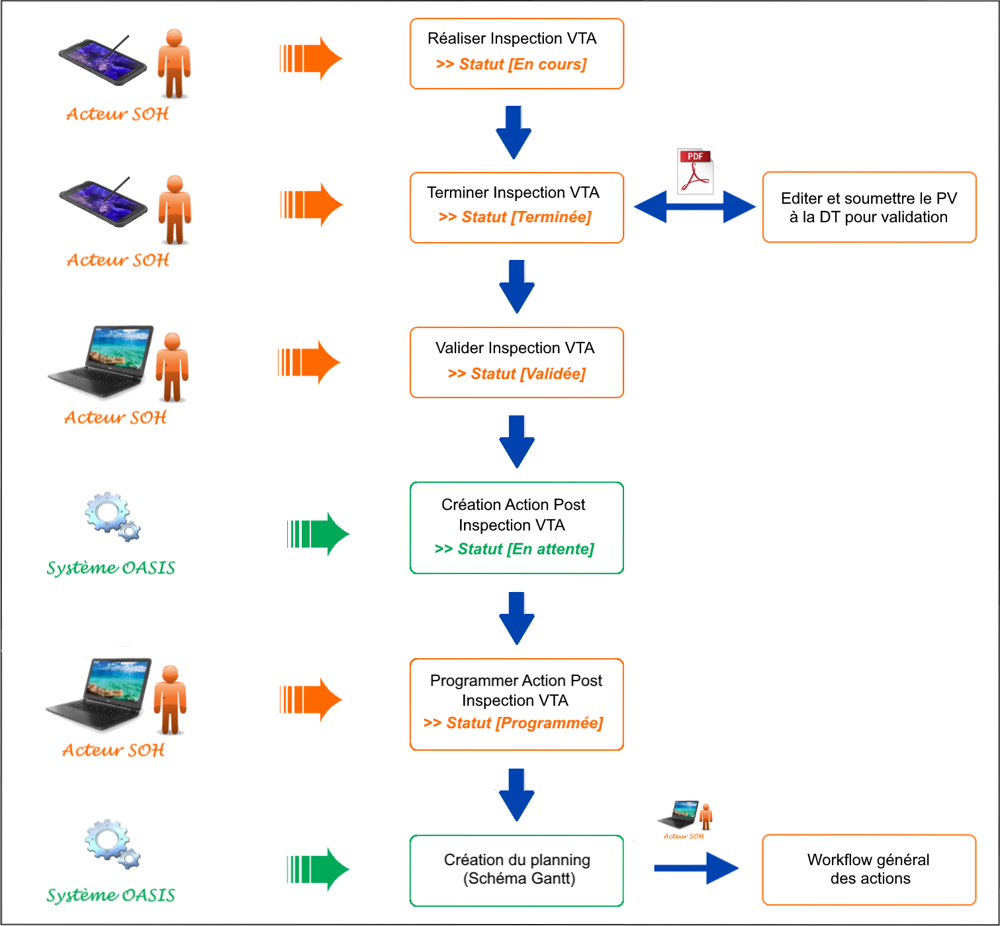 Réaliser Inspection VTA
>> Statut [En cours]
Acteur SOH
PDF
Terminer Inspection VTA
>> Statut [Terminée]
Editer et soumettre le PV
à la DT pour validation
Acteur SOH
Valider Inspection VTA
>> Statut [Validée]
Acteur SOH
Création Action Post
Inspection VTA
>> Statut [En attente]
Système OASIS
Programmer Action Post
Inspection VTA
>> Statut [Programmée]
Acteur SOH
Acteur SOH
Création du planning
(Schéma Gantt)
Workflow général
des actions
Système OASIS